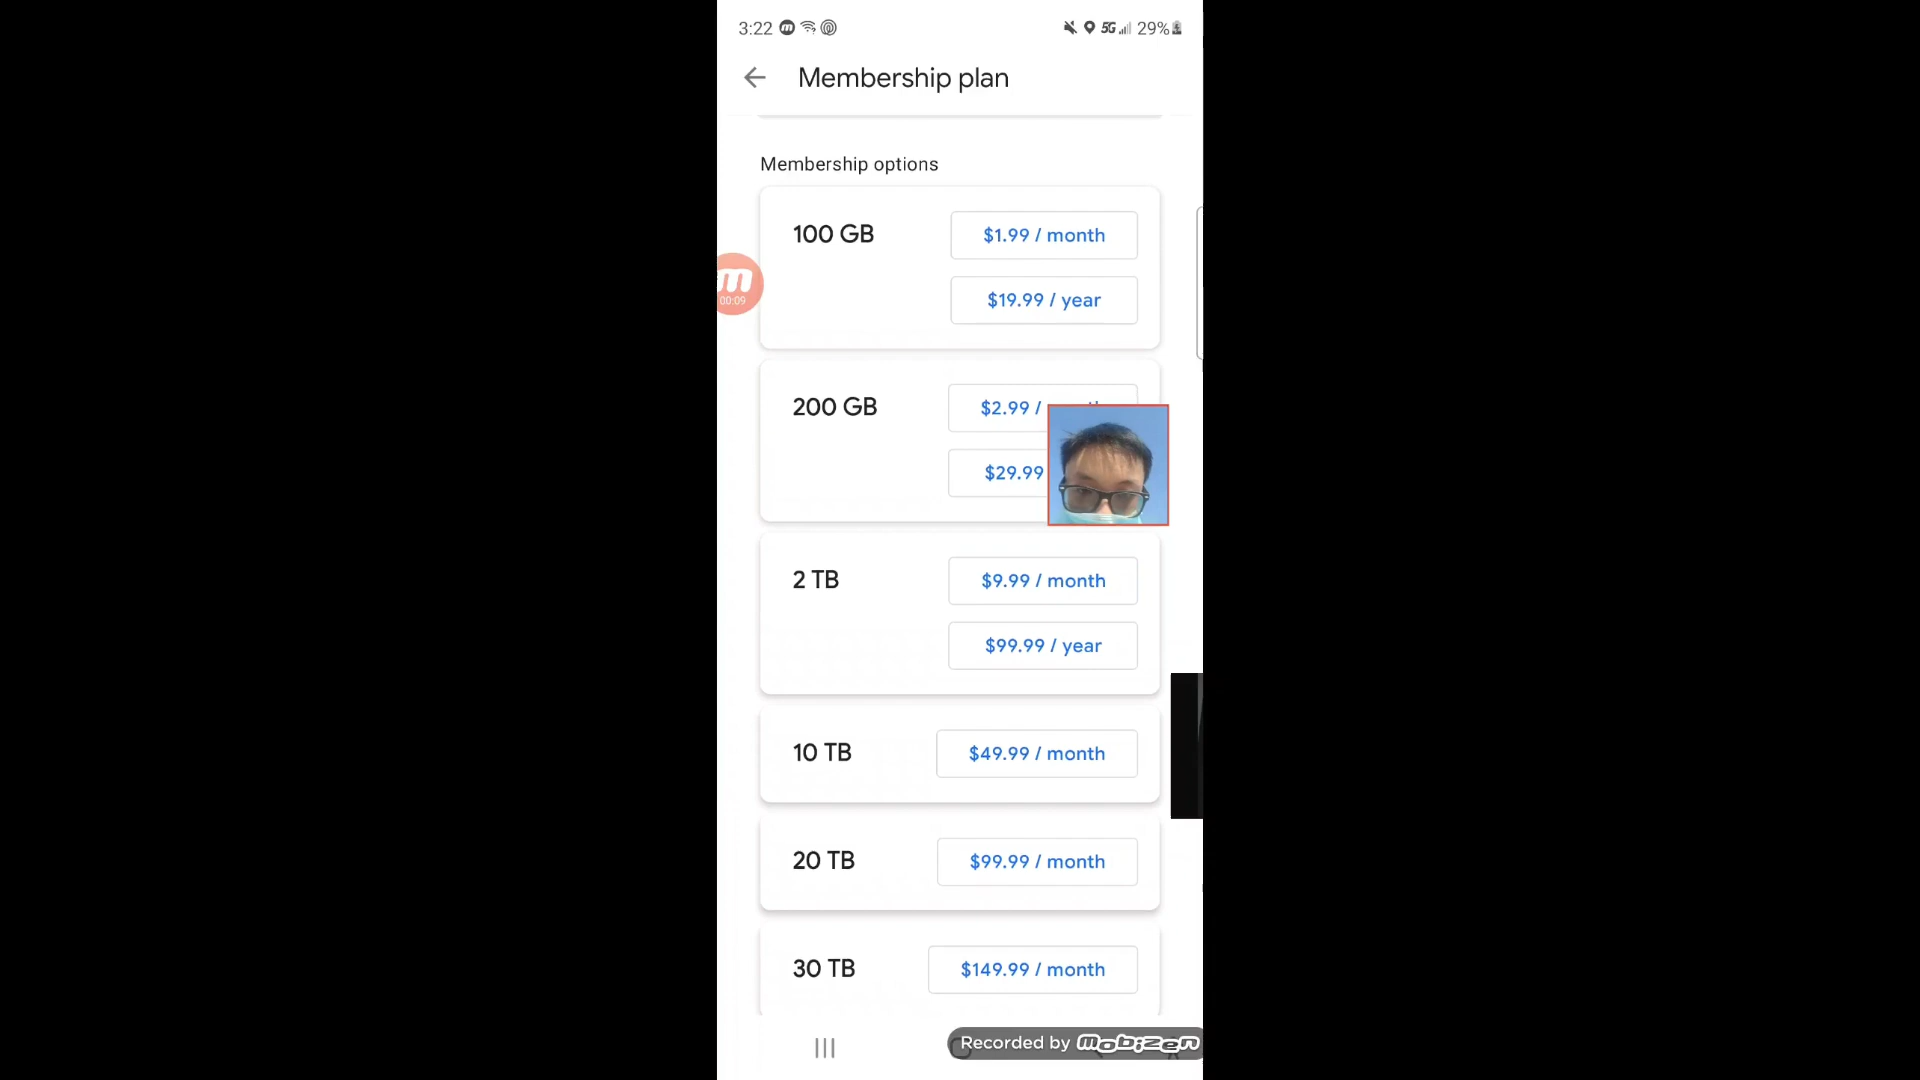 3:22
5G 29%
Membership plan
Membership options
100 GB
$1.99 / month
$19.99 / year
m
00:09
200 GB
$2.99 /
$29.99
2 TB
$9.99 / month
$99.99 / year
10 TB
$49.99 / month
20 TB
$99.99 / month
30 TB
$149.99 / month
Recorded by mobizen